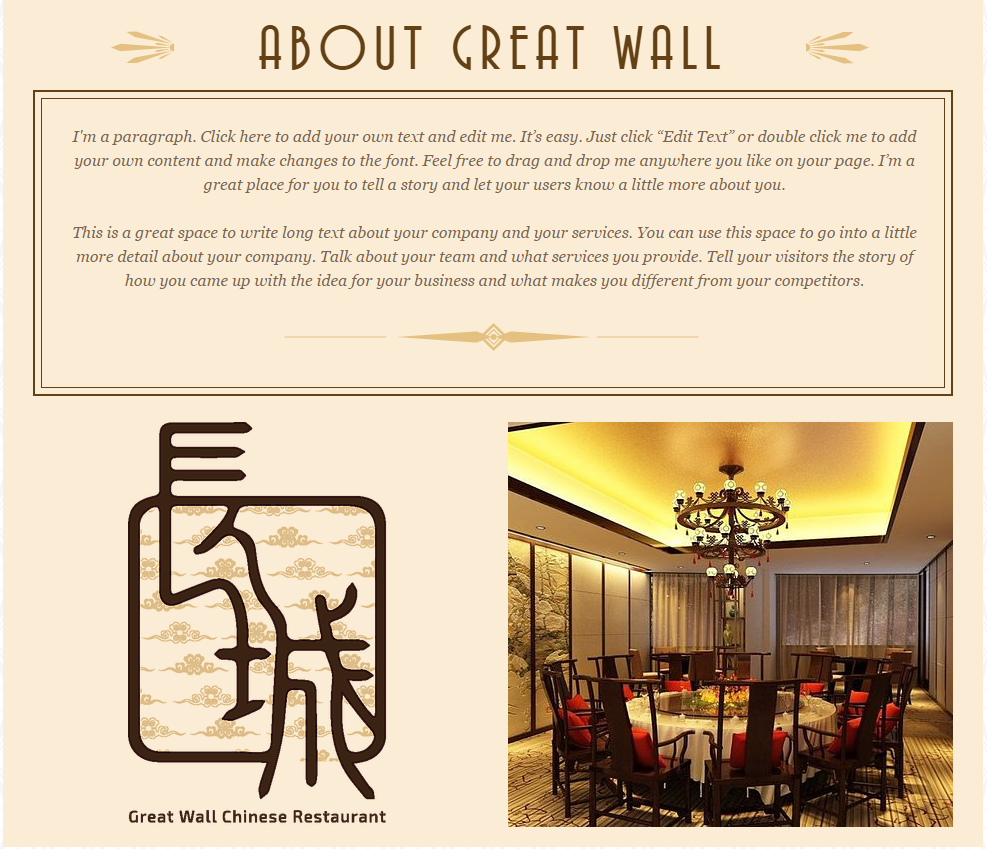 ABOUT GREAT WALL
I'm a paragraph. Click here to add your own text and edit me. It’s easy. Just click “Edit Text” or double click me to add
your own content and make changes to the font. Feel free to drag and drop me anywhere you like on your page. I’m a
great place for you to tell a story and let your users know a little more about you.
This is a great space to write long text about your company and your services. You can use this space to go into a little
more detail about your company. Talk about your team and what services you provide. Tell your visitors the story of
how you came up with the idea for your business and what makes you different from your competitors.
長城
Great Wall Chinese Restaurant